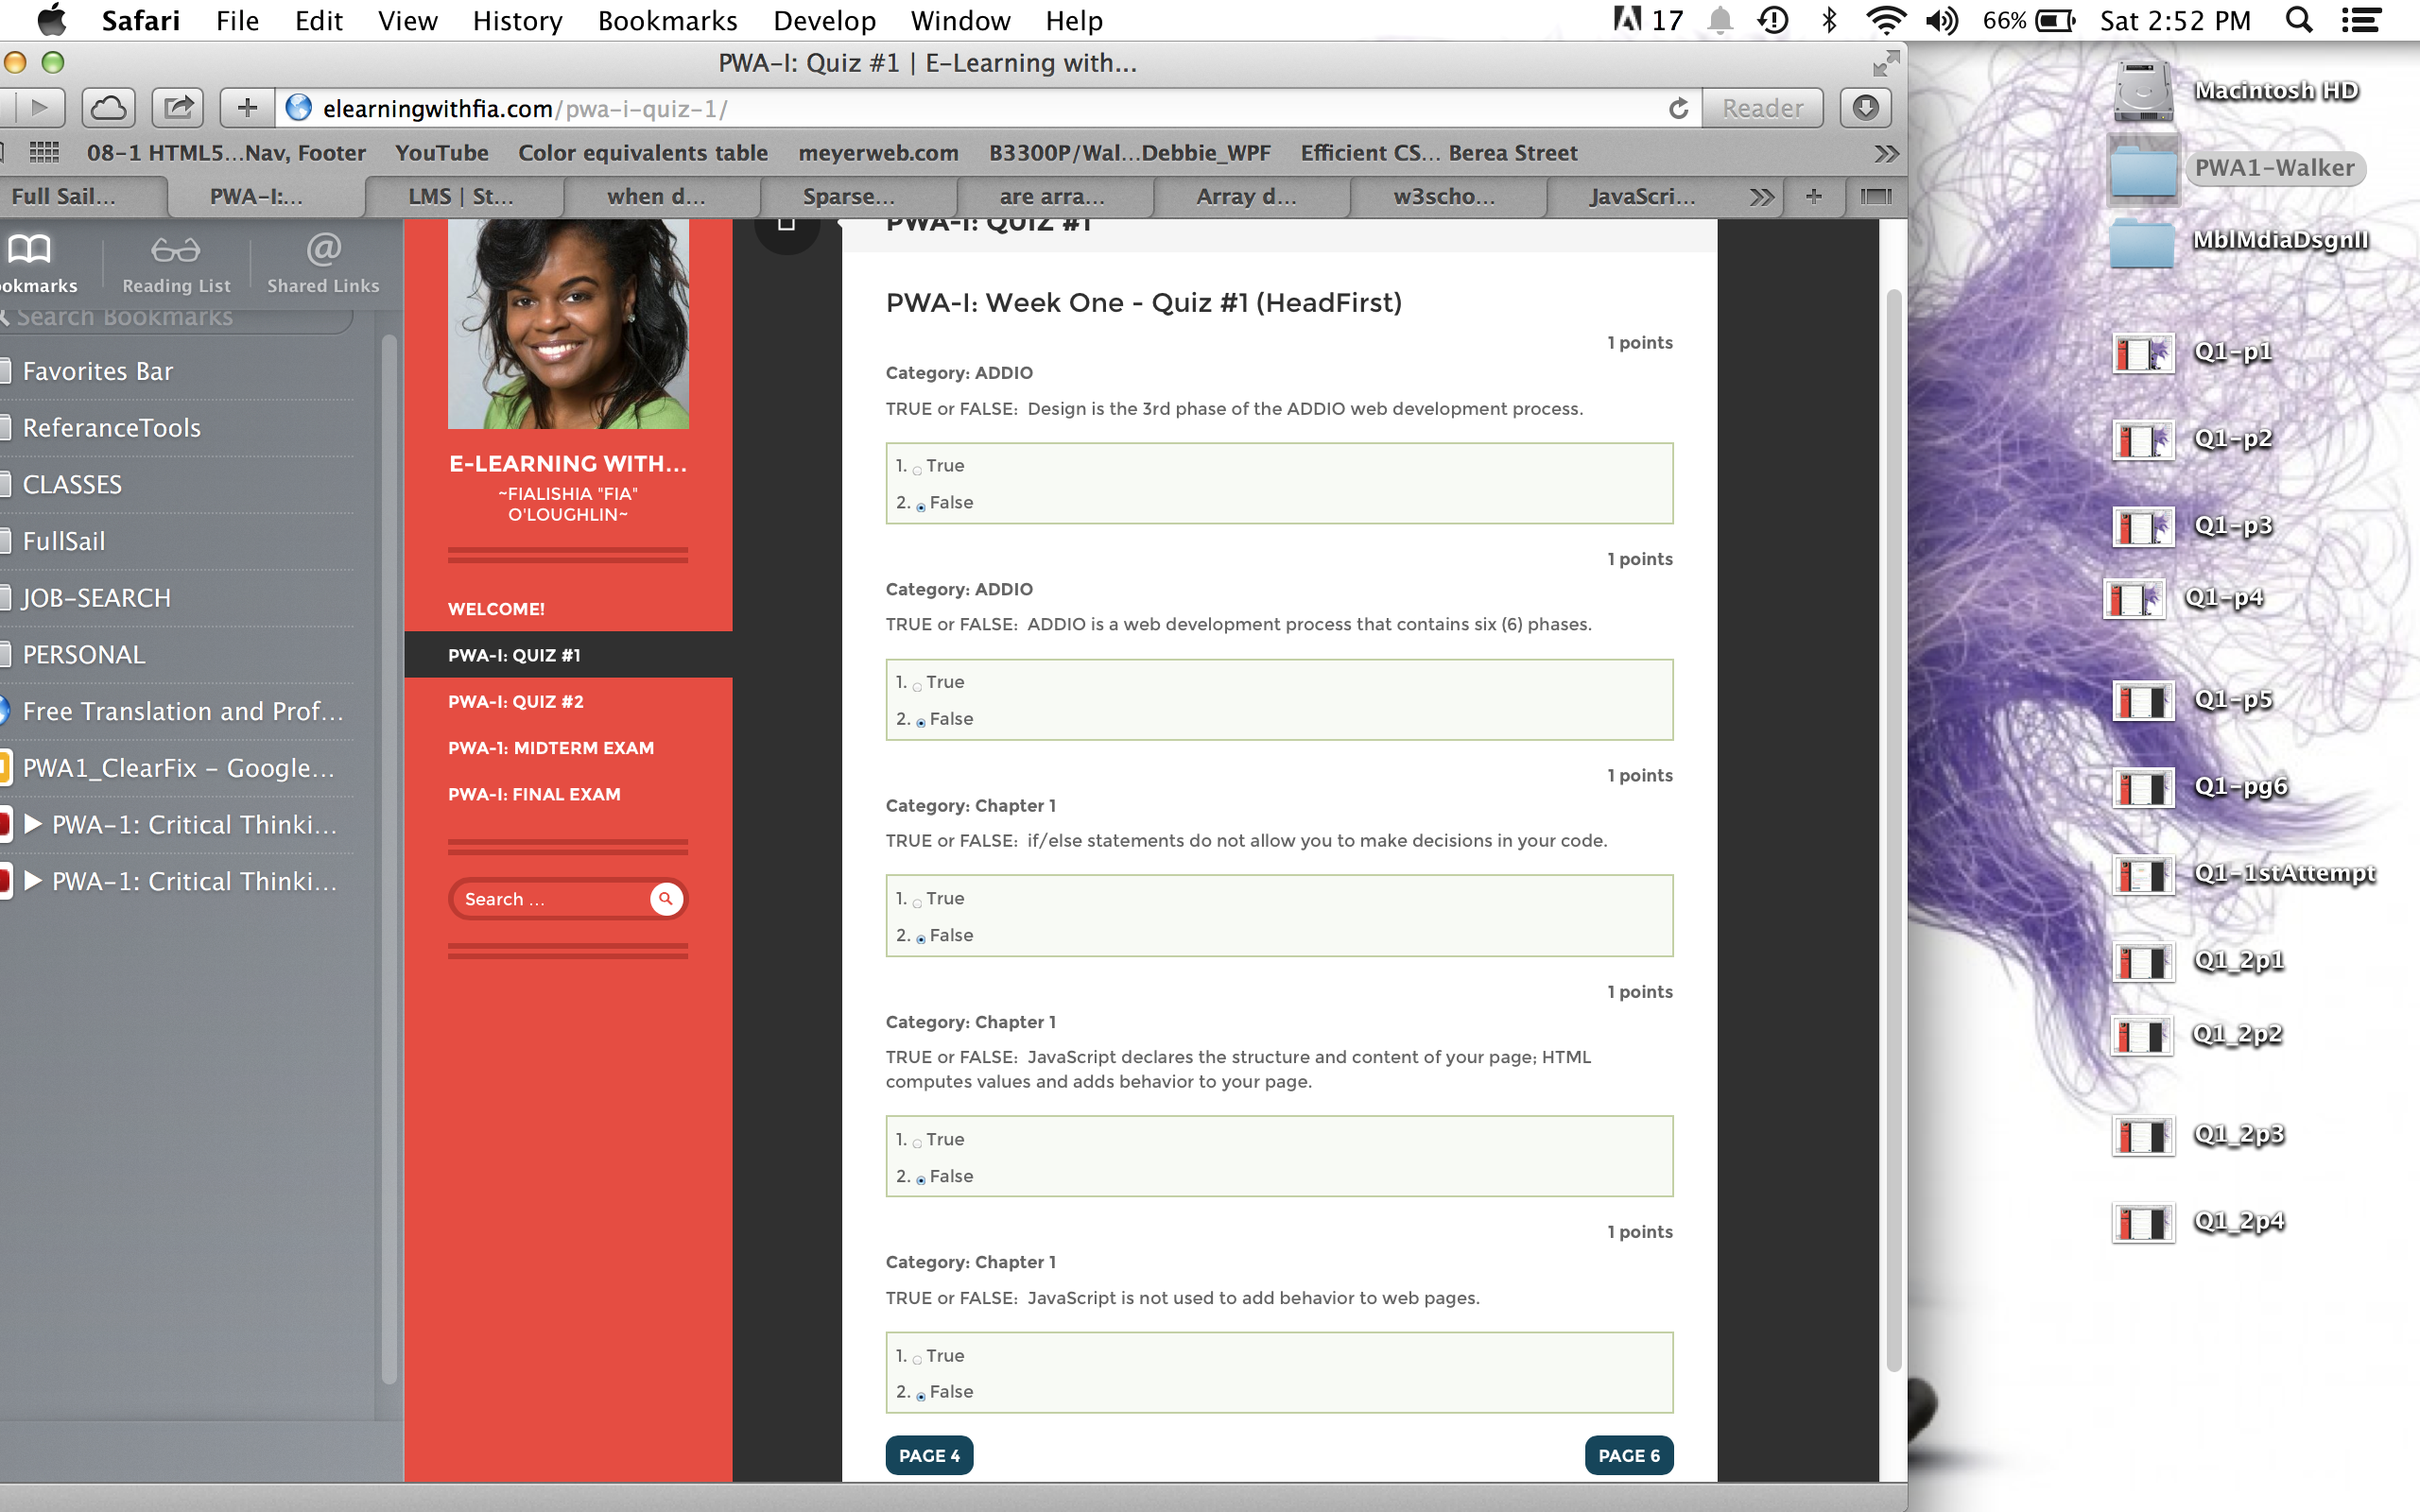 Safari File Edit View History Bookmarks Develop Window Help 17 66% Sat 2:52 PM
PWA-I: Quiz #1 | E-Learning with...
elearningwithfia.com/pwa-i-quiz-1/ Reader
08-1 HTML5...Nav, Footer YouTube Color equivalents table meyerweb.com B3300P/Wal...Debbie_WPF Efficient CS... Berea Street
Full Sail... PWA-I:... LMS | St... when d... Sparse... are arra... Array d... w3scho... JavaScri...
okmarks Reading List Shared Links
Search Bookmarks
Favorites Bar
ReferanceTools
CLASSES
FullSail
JOB-SEARCH
PERSONAL
Free Translation and Prof...
PWA1_ClearFix – Google...
▶ PWA-1: Critical Thinki...
▶ PWA-1: Critical Thinki...
E-LEARNING WITH...
~FIALISHIA "FIA"
O'LOUGHLIN~
WELCOME!
PWA-I: QUIZ #1
PWA-I: QUIZ #2
PWA-1: MIDTERM EXAM
PWA-I: FINAL EXAM
Search ...
PWA-I: QUIZ #1
PWA-I: Week One - Quiz #1 (HeadFirst)
1 points
Category: ADDIO
TRUE or FALSE: Design is the 3rd phase of the ADDIO web development process.
1. True
2. False
1 points
Category: ADDIO
TRUE or FALSE: ADDIO is a web development process that contains six (6) phases.
1. True
2. False
1 points
Category: Chapter 1
TRUE or FALSE: if/else statements do not allow you to make decisions in your code.
1. True
2. False
1 points
Category: Chapter 1
TRUE or FALSE: JavaScript declares the structure and content of your page; HTML
computes values and adds behavior to your page.
1. True
2. False
1 points
Category: Chapter 1
TRUE or FALSE: JavaScript is not used to add behavior to web pages.
1. True
2. False
PAGE 4 PAGE 6
Macintosh HD
PWA1-Walker
MblMdiaDsgnII
Q1-p1
Q1-p2
Q1-p3
Q1-p4
Q1-p5
Q1-pg6
Q1-1stAttempt
Q1_2p1
Q1_2p2
Q1_2p3
Q1_2p4